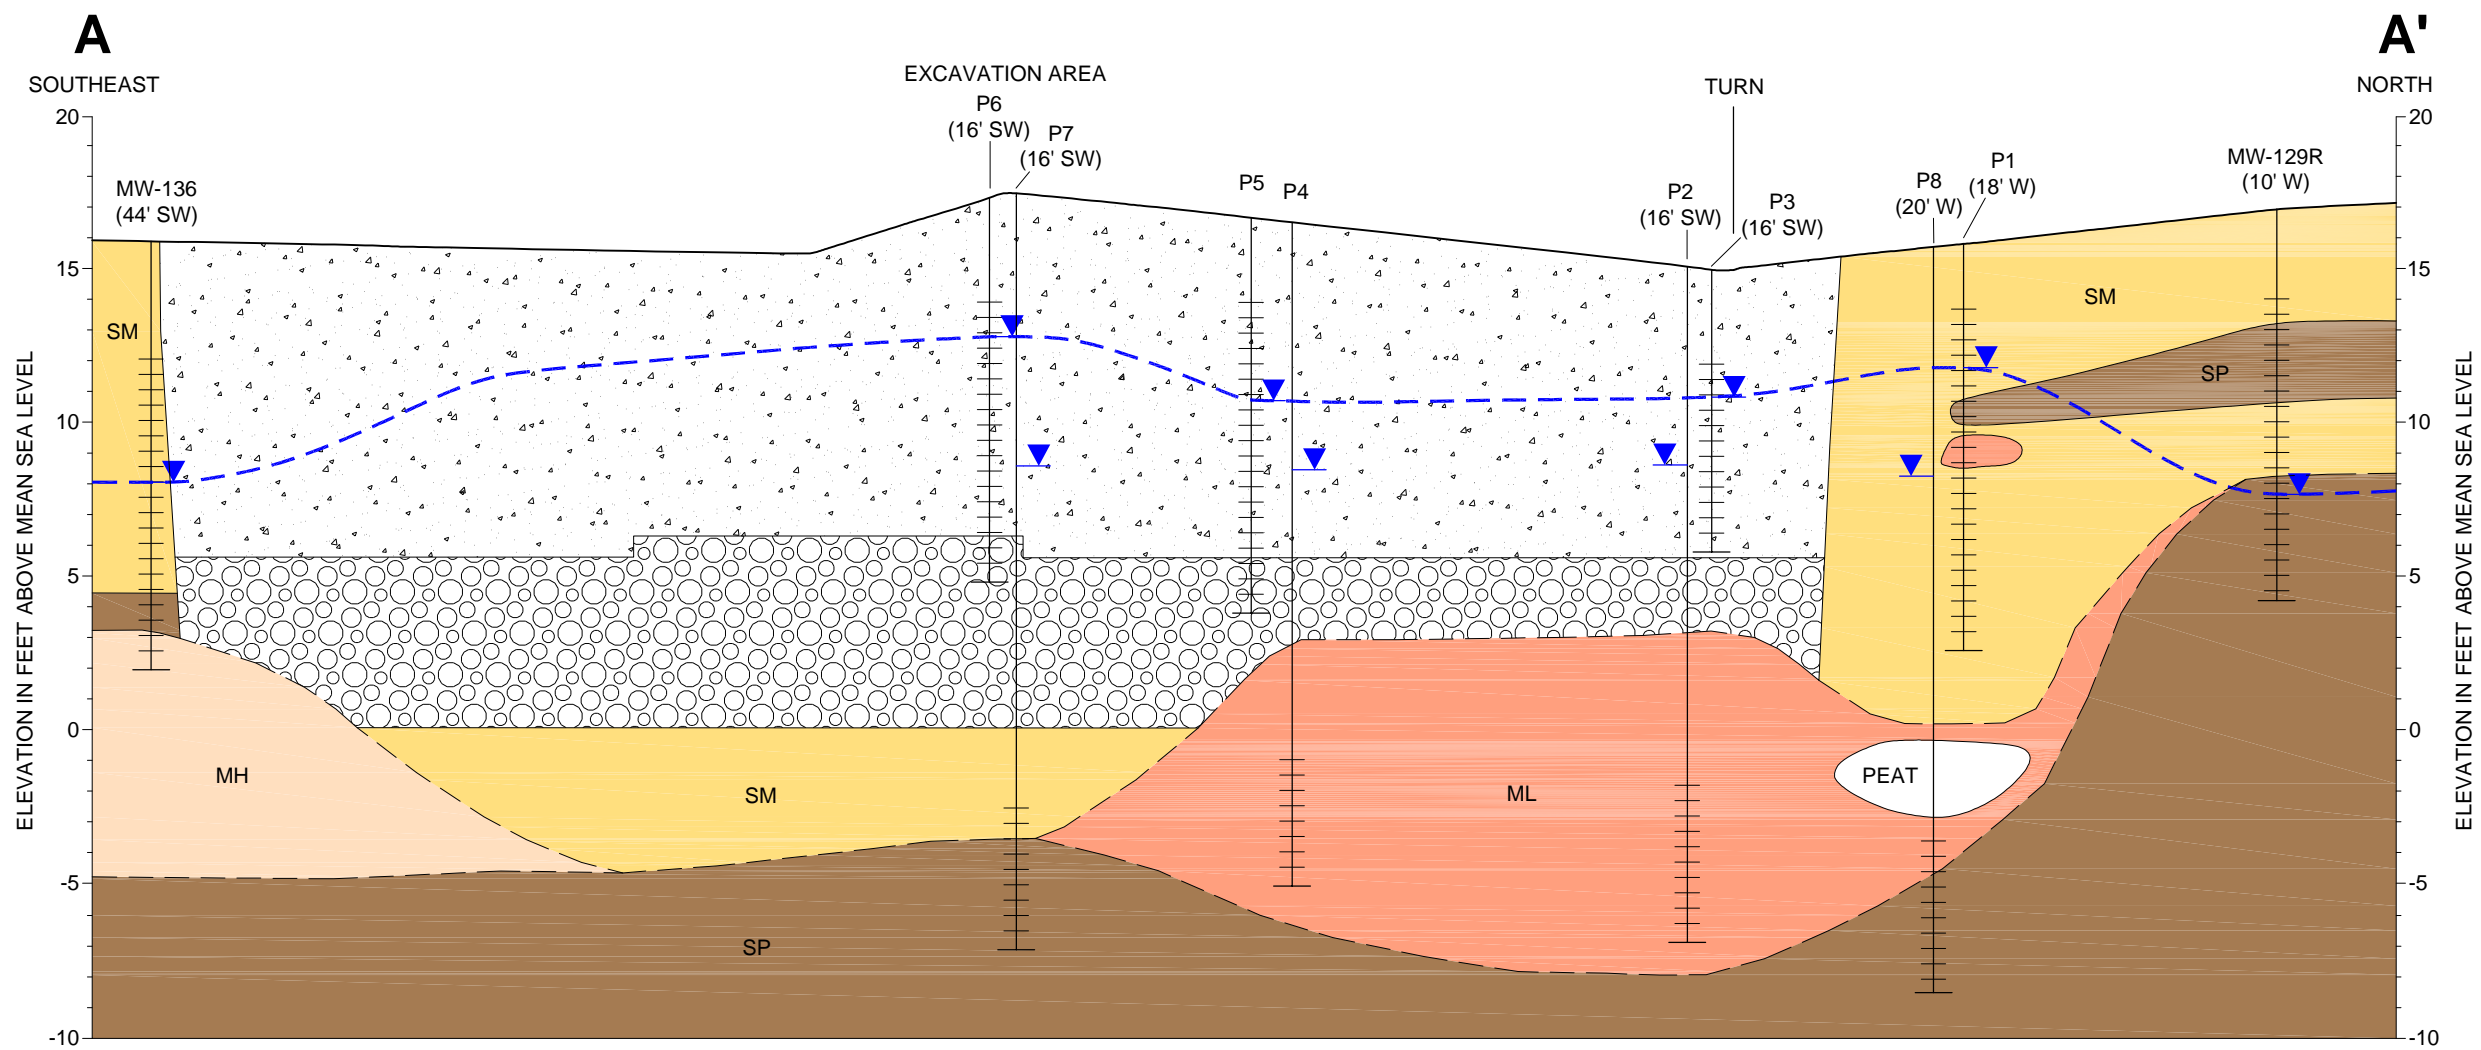 A
A'
SOUTHEAST
EXCAVATION AREA
TURN
NORTH
P6
(16' SW)
P7
(16' SW)
MW-136
(44' SW)
P5
P4
P2
(16' SW)
P3
(16' SW)
P8
(20' W)
P1
(18' W)
MW-129R
(10' W)
20
15
10
5
0
-5
-10
ELEVATION IN FEET ABOVE MEAN SEA LEVEL
SM
SM
SP
MH
SM
ML
PEAT
SP
20
15
10
5
0
-5
-10
ELEVATION IN FEET ABOVE MEAN SEA LEVEL